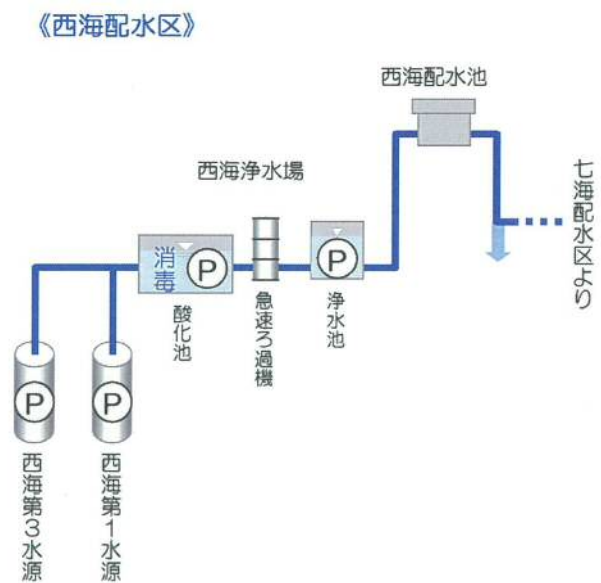 《西海配水区》
西海配水池
西海浄水場
七海配水区より
消毒
P
P
酸化池
急速ろ過機
浄水池
P
P
西海第3水源
西海第1水源